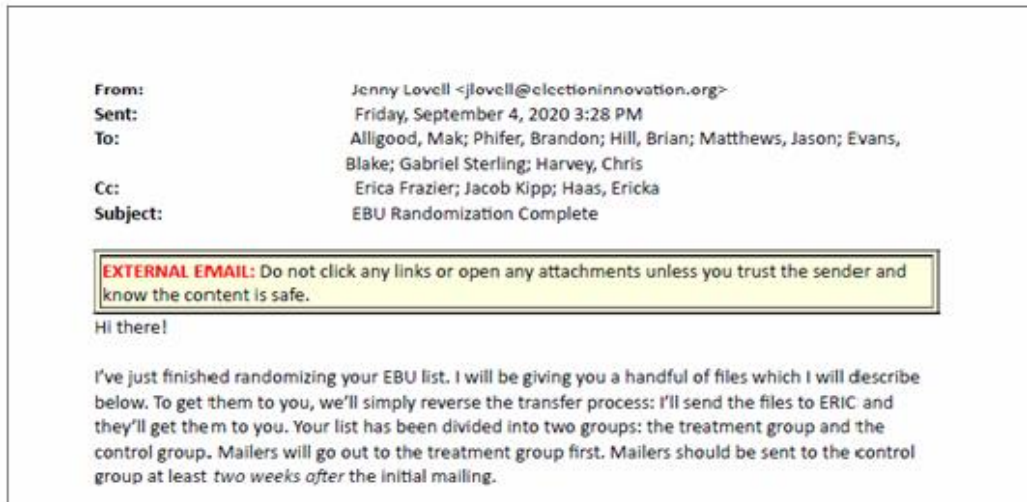 From: Jenny Lovell <jlovell@electioninnovation.org>
Sent: Friday, September 4, 2020 3:28 PM
To: Alligood, Mak; Phifer, Brandon; Hill, Brian; Matthews, Jason; Evans,
Blake; Gabriel Sterling; Harvey, Chris
Cc: Erica Frazier; Jacob Kipp; Haas, Ericka
Subject: EBU Randomization Complete
EXTERNAL EMAIL: Do not click any links or open any attachments unless you trust the sender and
know the content is safe.
Hi there!
I've just finished randomizing your EBU list. I will be giving you a handful of files which I will describe
below. To get them to you, we'll simply reverse the transfer process: I'll send the files to ERIC and
they'll get them to you. Your list has been divided into two groups: the treatment group and the
control group. Mailers will go out to the treatment group first. Mailers should be sent to the control
group at least two weeks after the initial mailing.